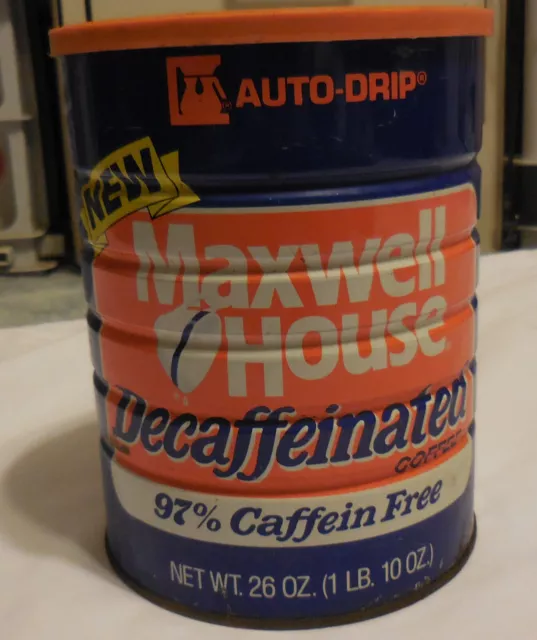 AUTO-DRIP®
NEW
Maxwell
House
Decaffeinated
COFFEE
97% Caffein Free
NET WT. 26 OZ. (1 LB. 10 OZ.)